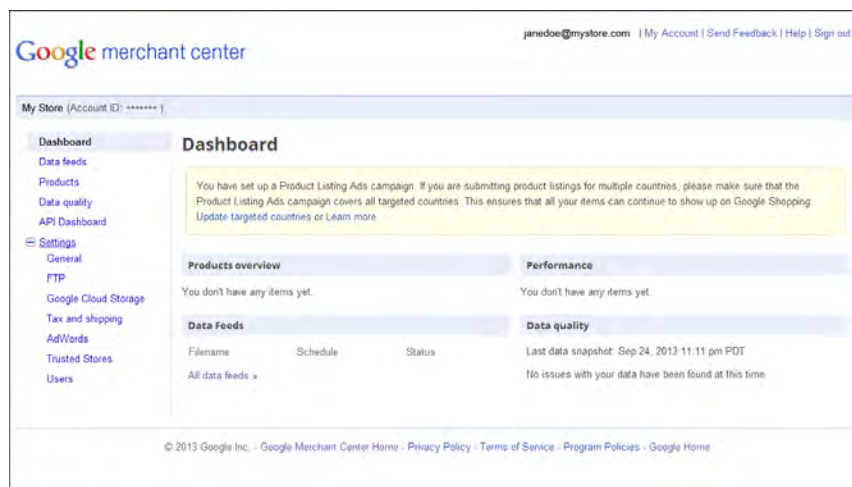 janedoe@mystore.com | My Account | Send Feedback | Help | Sign out
Google merchant center
My Store (Account ID: ******* )
Dashboard
Data feeds
Products
Data quality
API Dashboard
Settings
General
FTP
Google Cloud Storage
Tax and shipping
AdWords
Trusted Stores
Users
Dashboard
You have set up a Product Listing Ads campaign. If you are submitting product listings for multiple countries, please make sure that the
Product Listing Ads campaign covers all targeted countries. This ensures that all your items can continue to show up on Google Shopping.
Update targeted countries or Learn more
Products overview
You don't have any items yet.
Performance
You don't have any items yet.
Data Feeds
Filename Schedule Status
All data feeds »
Data quality
Last data snapshot: Sep 24, 2013 11:11 pm PDT
No issues with your data have been found at this time.
© 2013 Google Inc. - Google Merchant Center Home - Privacy Policy - Terms of Service - Program Policies - Google Home